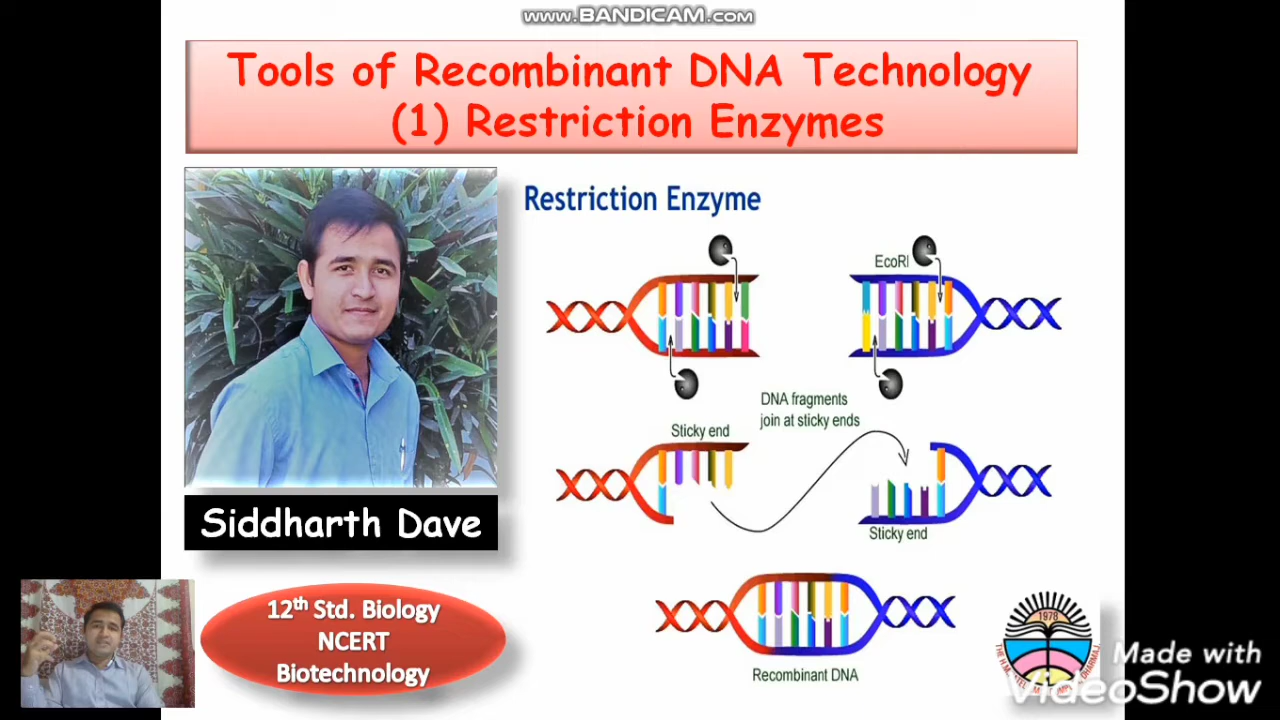 www.BANDICAM.com
Tools of Recombinant DNA Technology
(1) Restriction Enzymes
Restriction Enzyme
EcoRI
DNA fragments
join at sticky ends
Sticky end
Sticky end
Recombinant DNA
Siddharth Dave
12th Std. Biology
NCERT
Biotechnology
1978
Made with
VideoShow